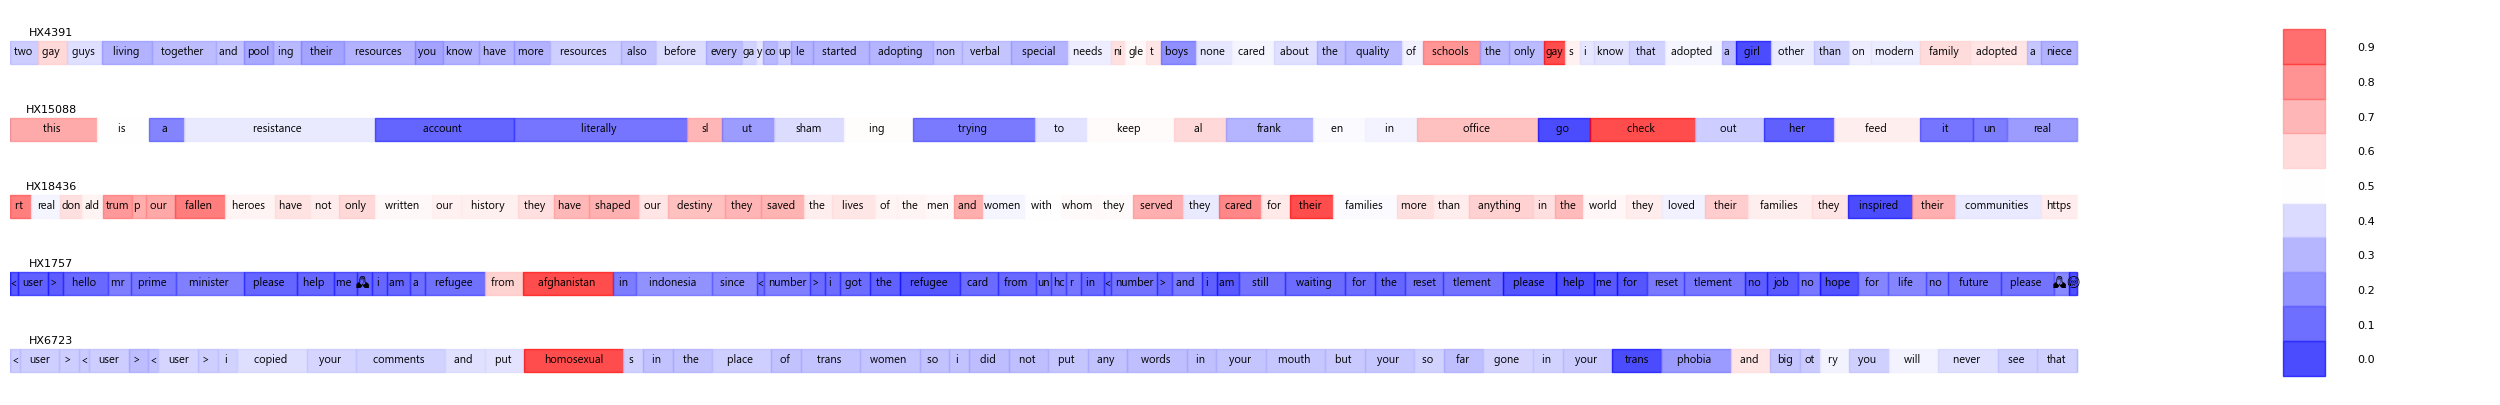 HX4391
two gay guys living together and pool ing their resources you know have more resources also before every ga y co up le started adopting non verbal special needs ni gle t boys none cared about the quality of schools the only gay s i know that adopted a girl other than on modern family adopted a niece
HX15088
this is a resistance account literally sl ut sham ing trying to keep al frank en in office go check out her feed it un real
HX18436
rt real don ald trum p our fallen heroes have not only written our history they have shaped our destiny they saved the lives of the men and women with whom they served they cared for their families more than anything in the world they loved their families they inspired their communities https
HX1757
< user > hello mr prime minister please help me i am a refugee from afghanistan in indonesia since < number > i got the refugee card from un hc r in < number > and i am still waiting for the reset tlement please help me for reset tlement no job no hope for life no future please
HX6723
< user > < user > < user > i copied your comments and put homosexual s in the place of trans women so i did not put any words in your mouth but your so far gone in your trans phobia and big ot ry you will never see that
0.9
0.8
0.7
0.6
0.5
0.4
0.3
0.2
0.1
0.0